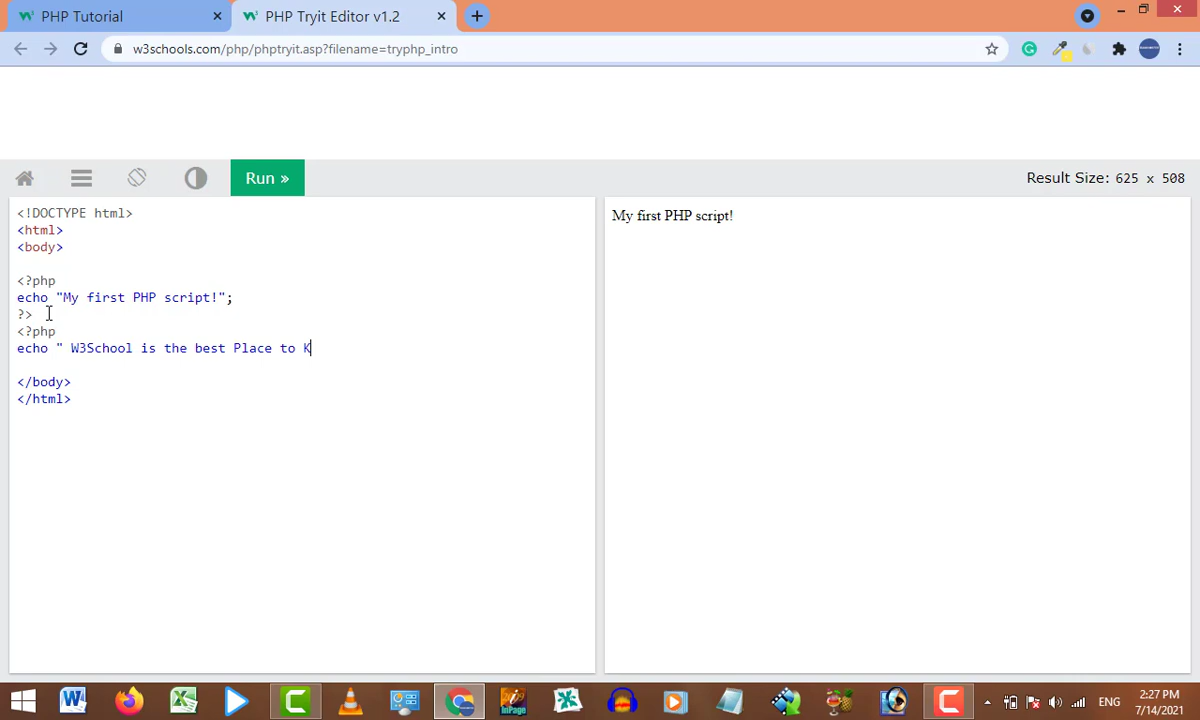 PHP Tutorial
PHP Tryit Editor v1.2
w3schools.com/php/phptryit.asp?filename=tryphp_intro
Run »
Result Size: 625 x 508
<!DOCTYPE html>
<html>
<body>
<?php
echo "My first PHP script!";
?>
<?php
echo " W3School is the best Place to K
</body>
</html>
My first PHP script!
ENG
2:27 PM
7/14/2021
InPage